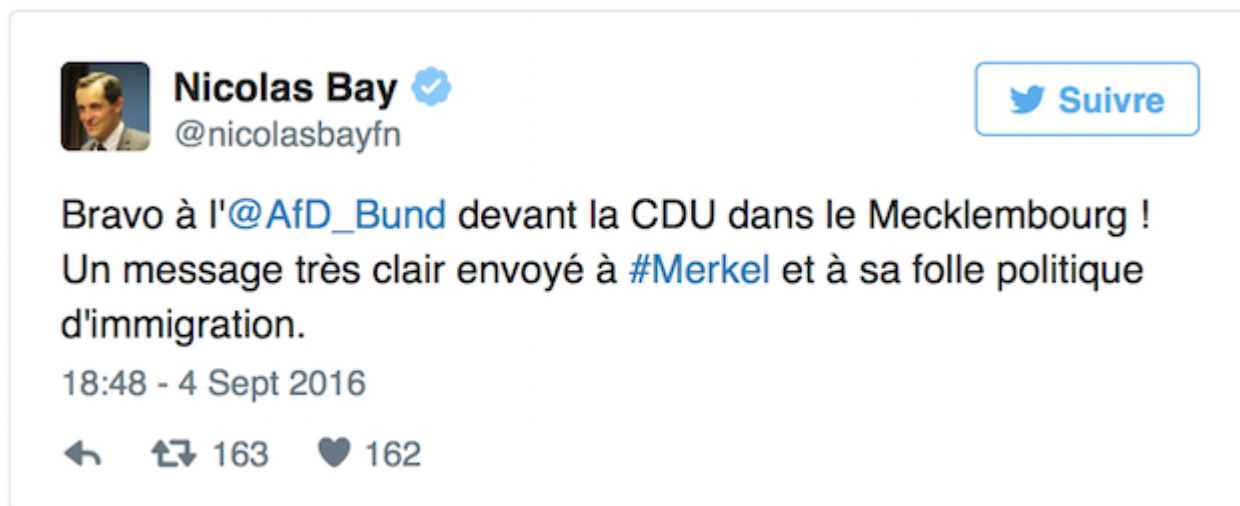 Nicolas Bay
@nicolasbayfn
Suivre
Bravo à l'@AfD_Bund devant la CDU dans le Mecklembourg !
Un message très clair envoyé à #Merkel et à sa folle politique
d'immigration.
18:48 - 4 Sept 2016
163 162